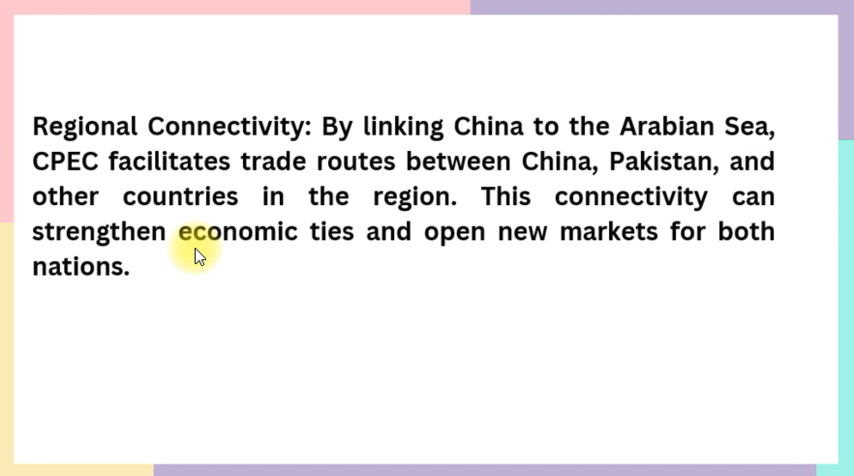 Regional Connectivity: By linking China to the Arabian Sea,
CPEC facilitates trade routes between China, Pakistan, and
other countries in the region. This connectivity can
strengthen economic ties and open new markets for both
nations.